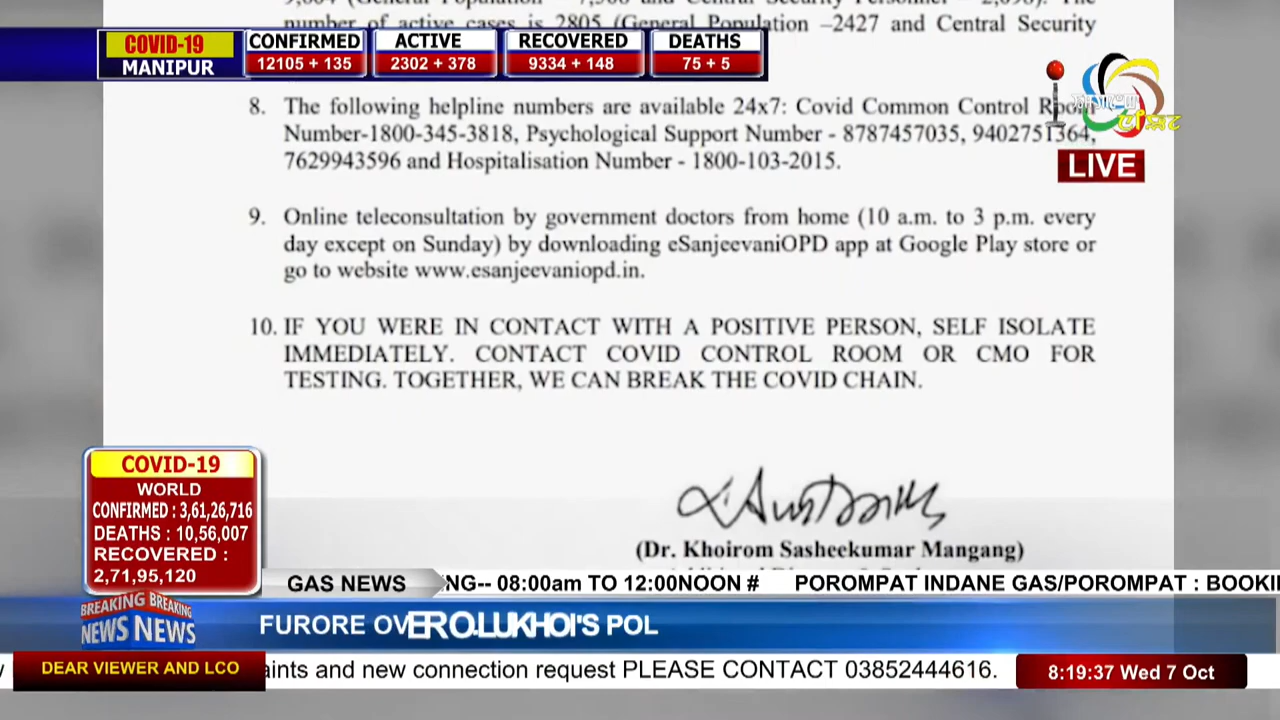 number of active cases is 2805 (General Population –2427 and Central Security
COVID-19
MANIPUR
CONFIRMED
12105 + 135
ACTIVE
2302 + 378
RECOVERED
9334 + 148
DEATHS
75 + 5
8. The following helpline numbers are available 24x7: Covid Common Control Room
Number-1800-345-3818, Psychological Support Number - 8787457035, 9402751364,
7629943596 and Hospitalisation Number - 1800-103-2015.
LIVE
9. Online teleconsultation by government doctors from home (10 a.m. to 3 p.m. every
day except on Sunday) by downloading eSanjeevaniOPD app at Google Play store or
go to website www.esanjeevaniopd.in.
10. IF YOU WERE IN CONTACT WITH A POSITIVE PERSON, SELF ISOLATE
IMMEDIATELY. CONTACT COVID CONTROL ROOM OR CMO FOR
TESTING. TOGETHER, WE CAN BREAK THE COVID CHAIN.
(Dr. Khoirom Sasheekumar Mangang)
COVID-19
WORLD
CONFIRMED : 3,61,26,716
DEATHS : 10,56,007
RECOVERED :
2,71,95,120
GAS NEWS
NG-- 08:00am TO 12:00NOON # POROMPAT INDANE GAS/POROMPAT : BOOKI
BREAKING BREAKING
NEWS NEWS
FURORE OVER O.LUKHOI'S POL
DEAR VIEWER AND LCO
aints and new connection request PLEASE CONTACT 03852444616.
8:19:37 Wed 7 Oct